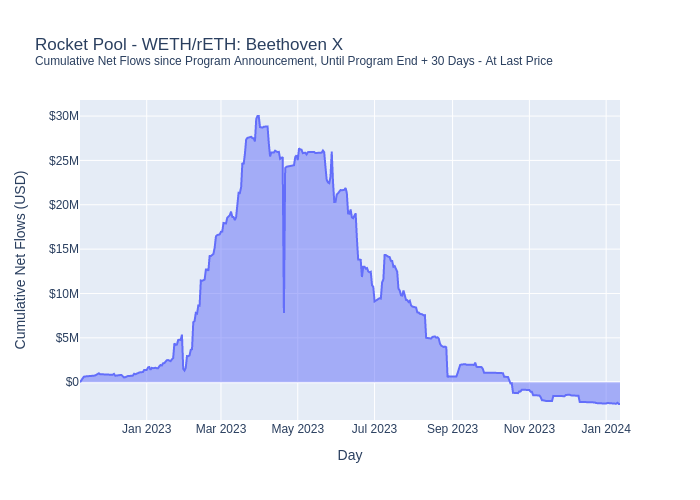 Rocket Pool - WETH/rETH: Beethoven X
Cumulative Net Flows since Program Announcement, Until Program End + 30 Days - At Last Price
Cumulative Net Flows (USD)
$30M
$25M
$20M
$15M
$10M
$5M
$0
Jan 2023
Mar 2023
May 2023
Jul 2023
Sep 2023
Nov 2023
Jan 2024
Day